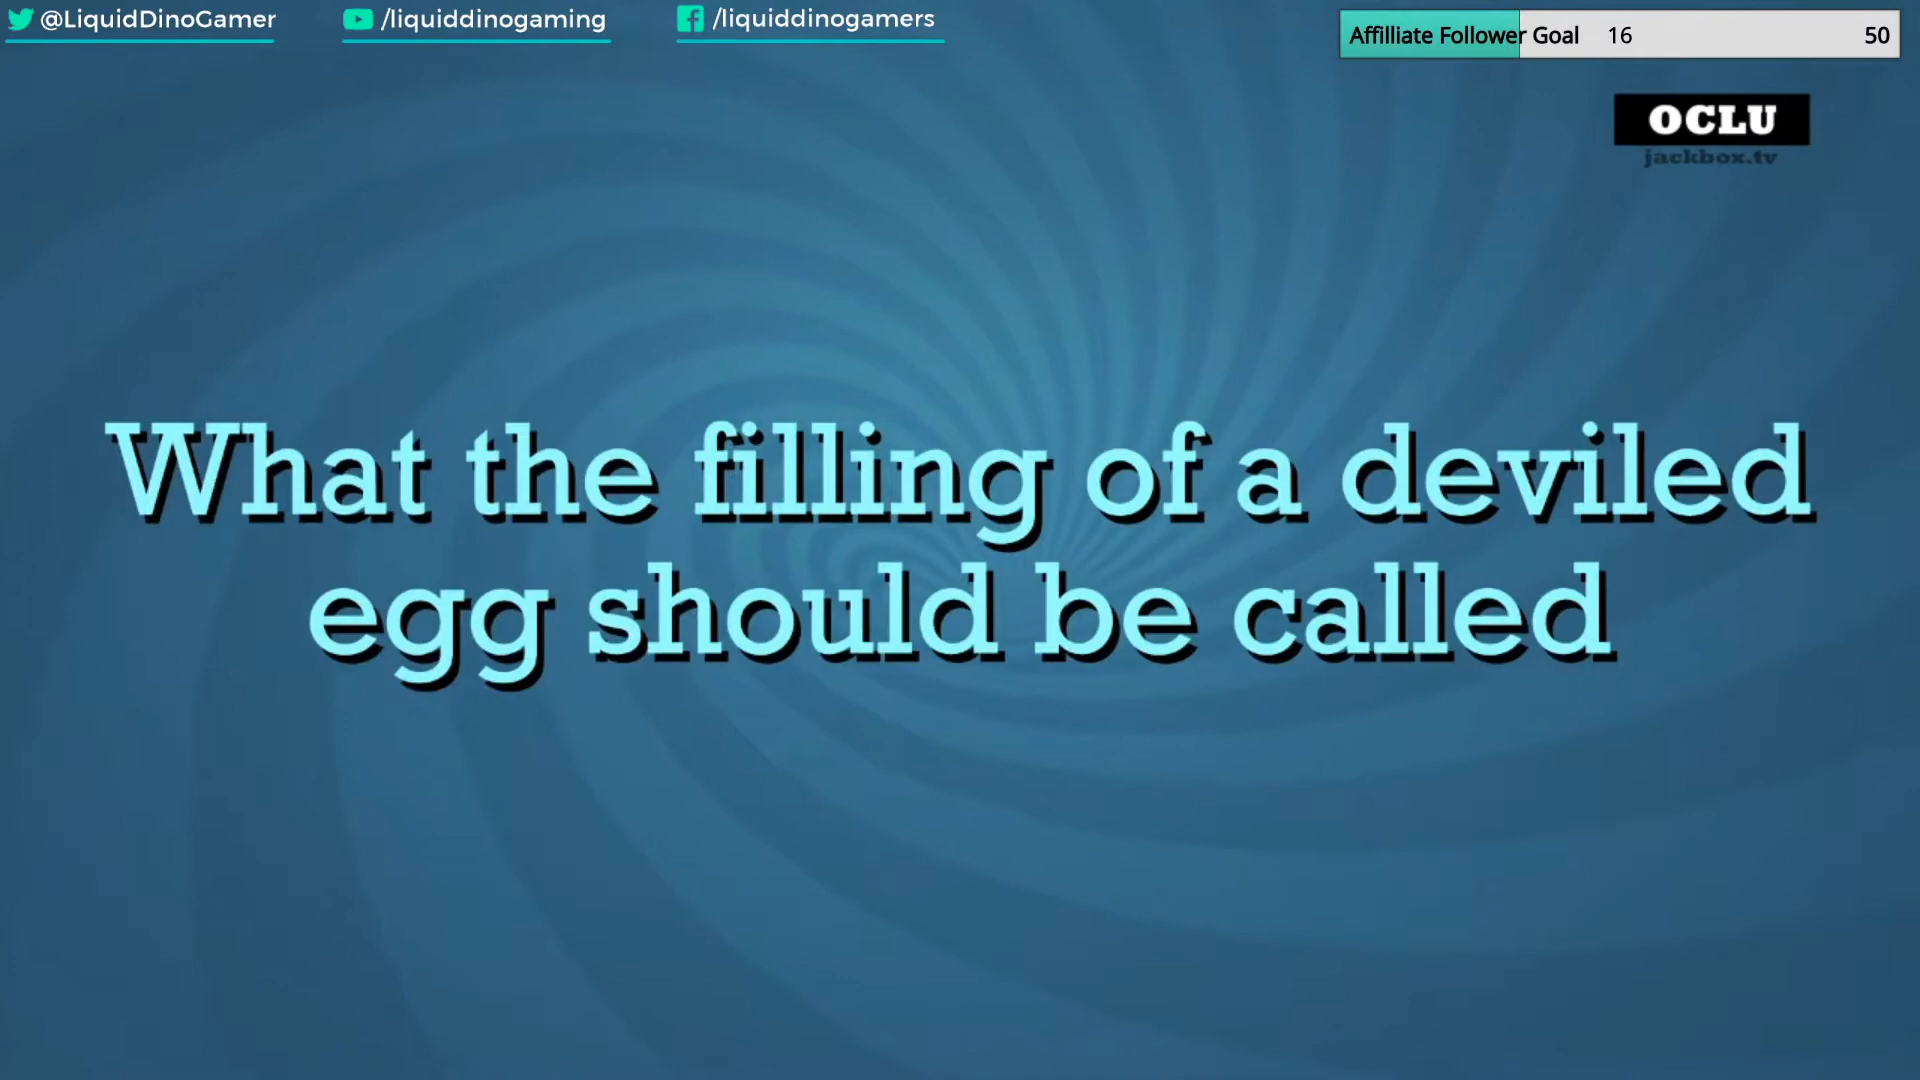 @LiquidDinoGamer /liquiddinogaming /liquiddinogamers
Affilliate Follower Goal 16 50
OCLU
jackbox.tv
What the filling of a deviled
egg should be called